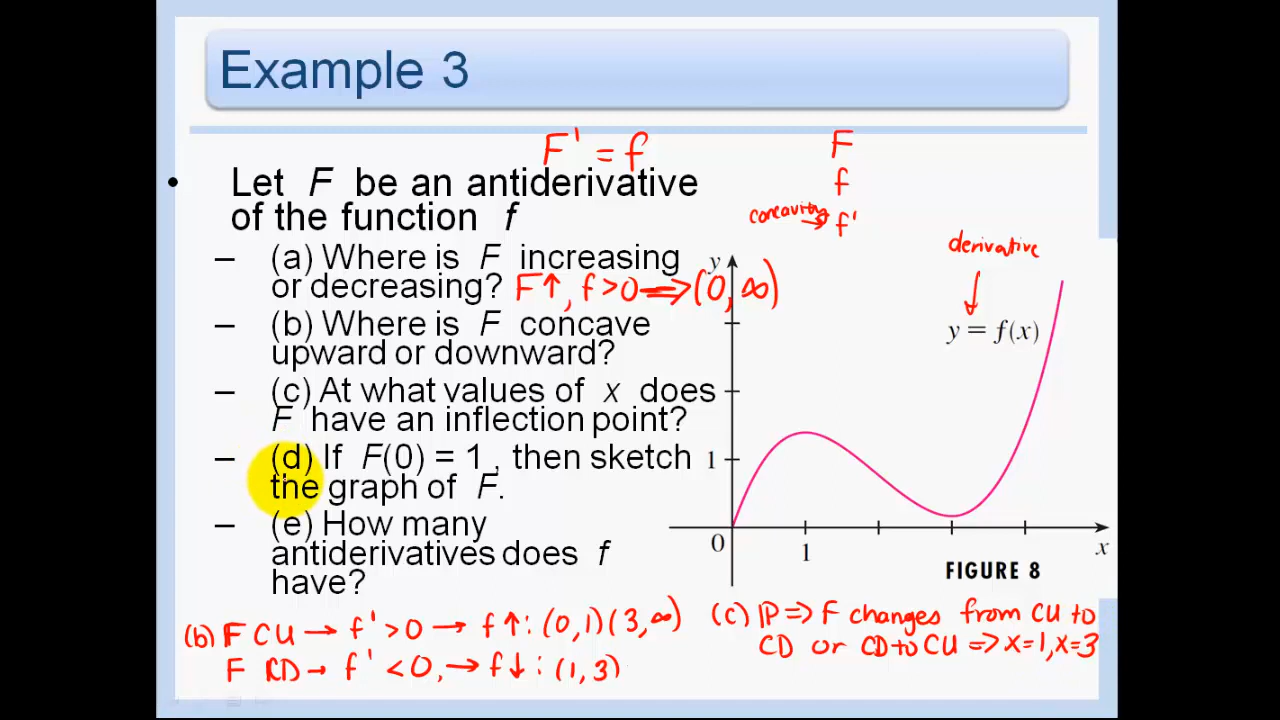 Example 3
F' = f
F
• Let F be an antiderivative
f
of the function f
concavity → f'
derivative
– (a) Where is F increasing
y
or decreasing? F↑, f>0 ⟹ (0, ∞)
– (b) Where is F concave
y = f(x)
upward or downward?
– (c) At what values of x does
F have an inflection point?
– (d) If F(0) = 1 , then sketch
1
the graph of F.
– (e) How many
0
1
x
antiderivatives does f
FIGURE 8
have?
(b) F CU → f' > 0 → f↑: (0,1) (3, ∞)
F CD → f' < 0, → f↓: (1,3)
(c) IP ⟹ F changes from CU to
CD or CD to CU ⟹ x=1, x=3